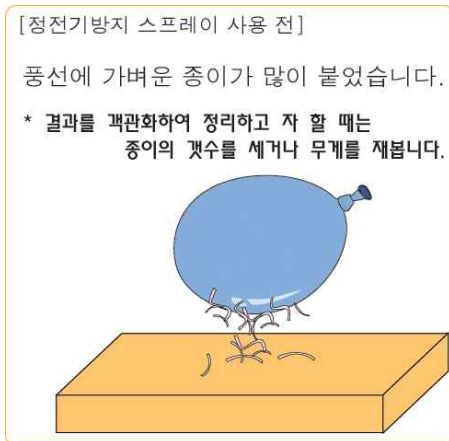 [정전기방지 스프레이 사용 전]
풍선에 가벼운 종이가 많이 붙었습니다.
* 결과를 객관화하여 정리하고 자 할 때는
종이의 갯수를 세거나 무게를 재봅니다.